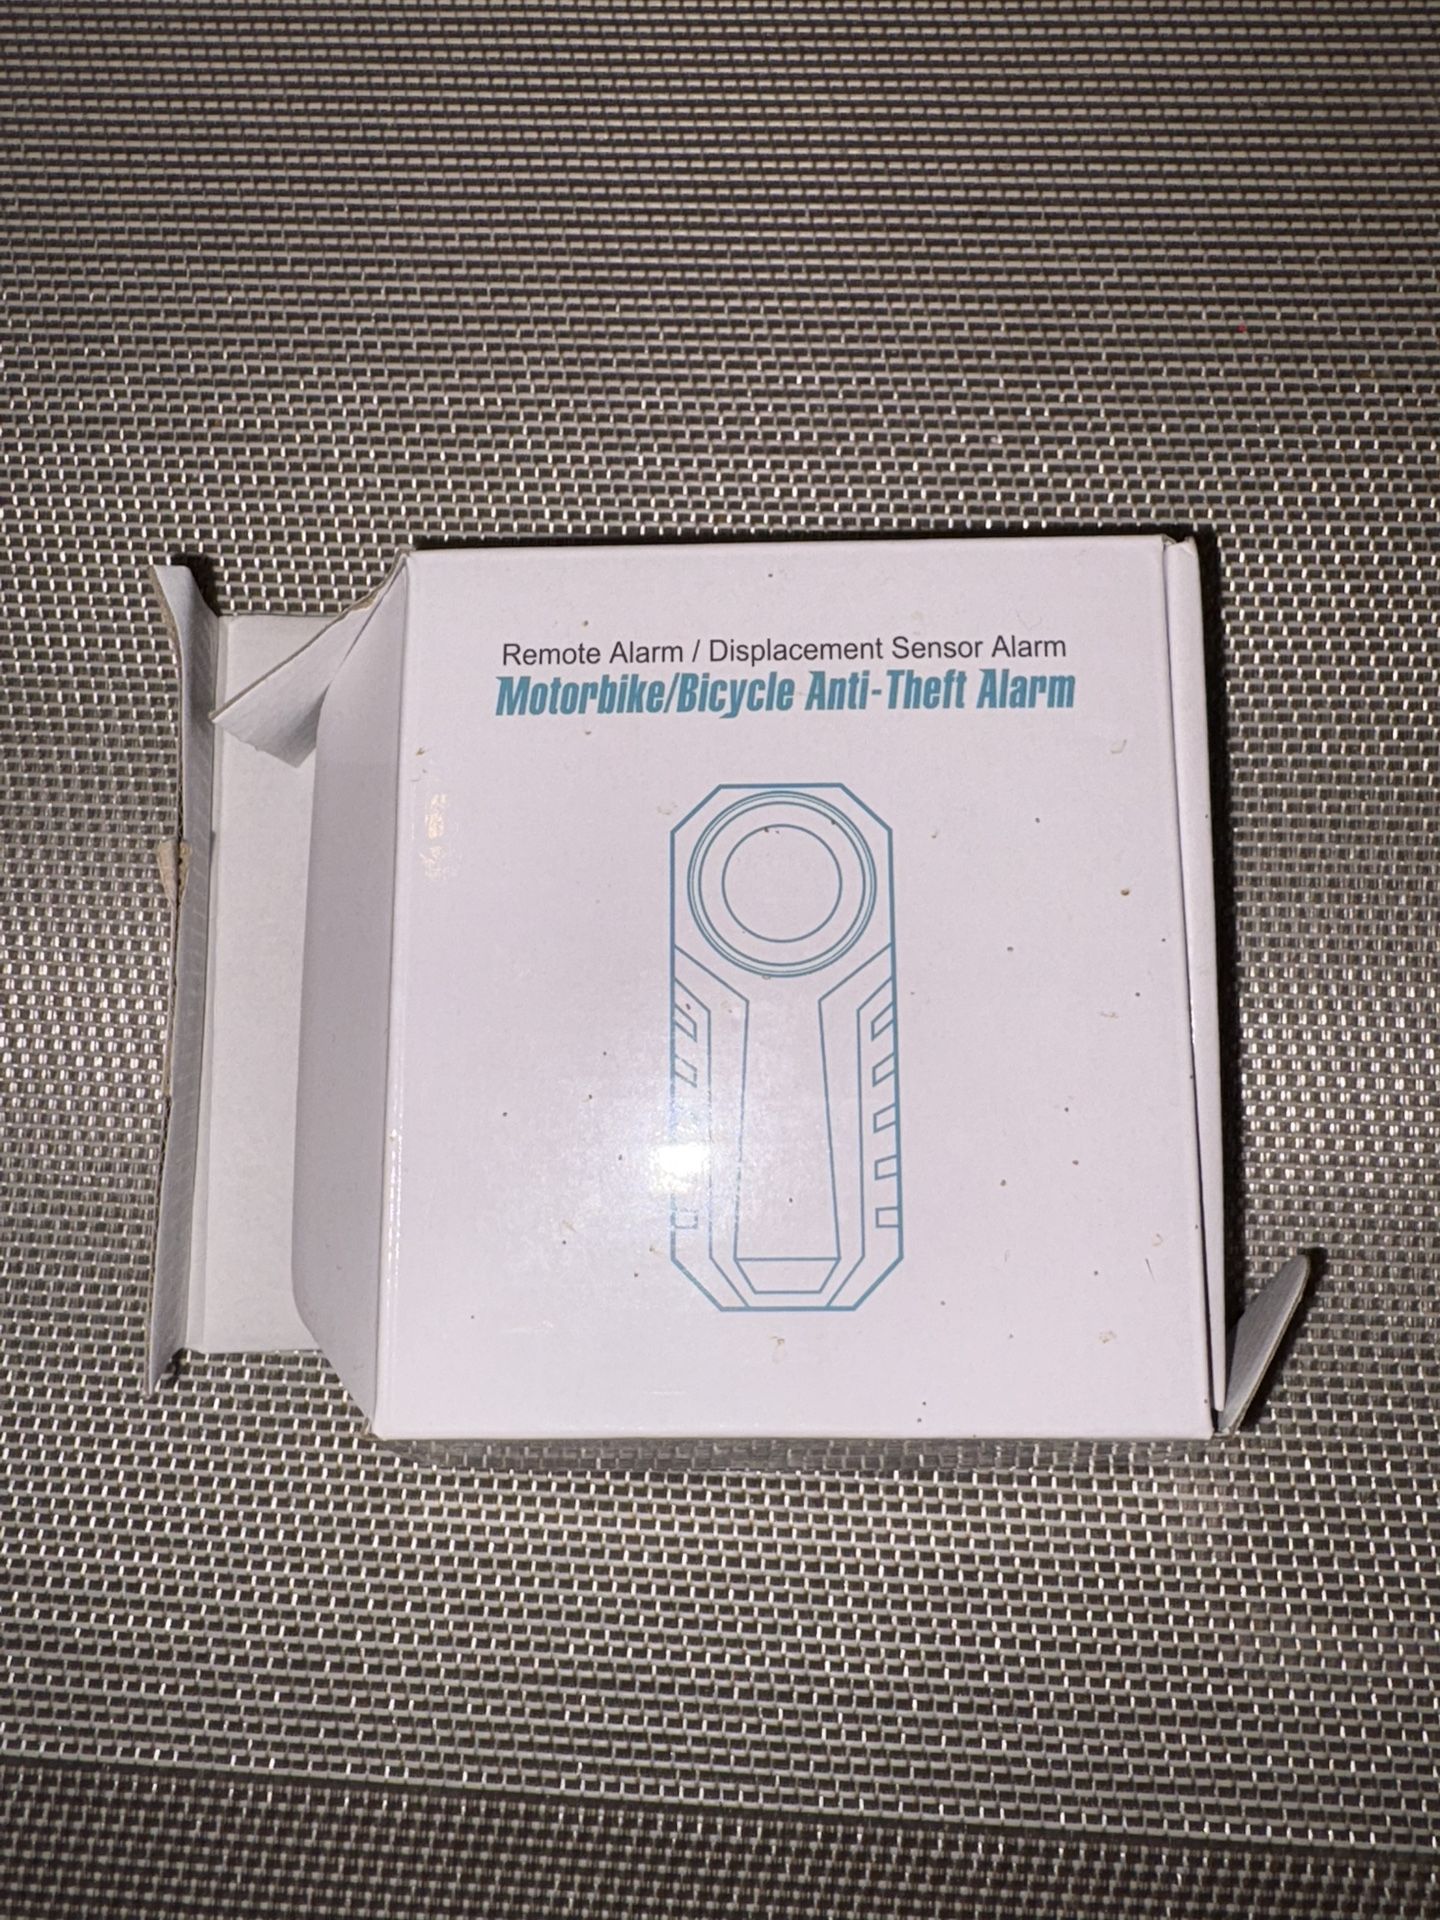 Remote Alarm / Displacement Sensor Alarm
Motorbike/Bicycle Anti-Theft Alarm